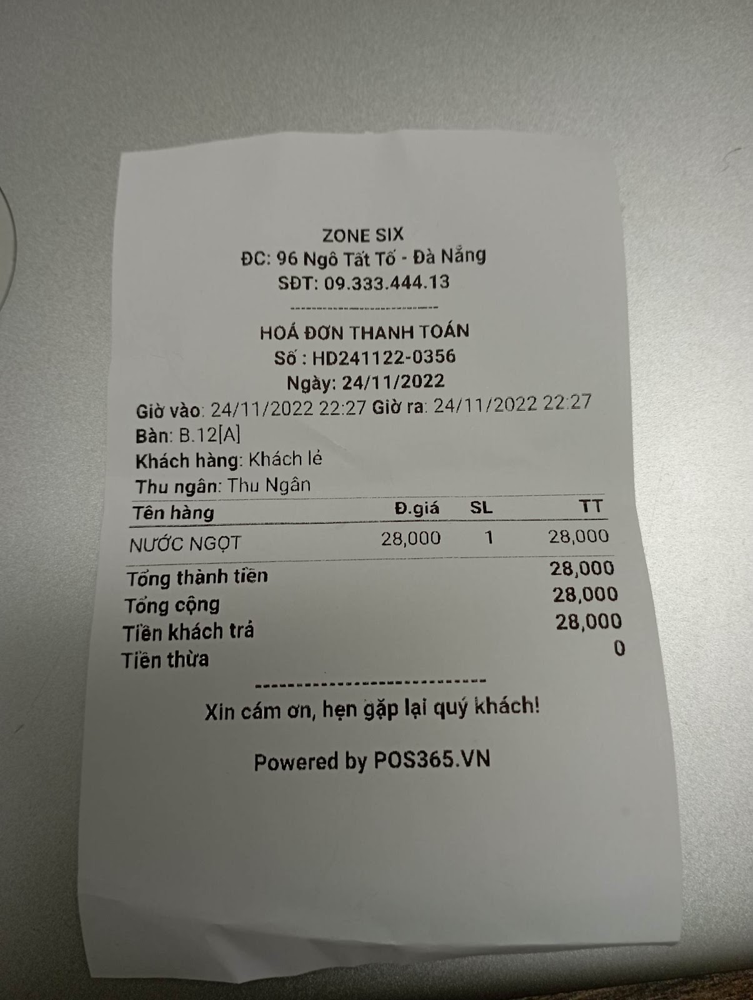 ZONE SIX
ĐC: 96 Ngô Tất Tố - Đà Nẵng
SĐT: 09.333.444.13
----------------------------
HOÁ ĐƠN THANH TOÁN
Số : HD241122-0356
Ngày: 24/11/2022
Giờ vào: 24/11/2022 22:27 Giờ ra: 24/11/2022 22:27
Bàn: B.12[A]
Khách hàng: Khách lẻ
Thu ngân: Thu Ngân
Tên hàng Đ.giá SL TT
NƯỚC NGỌT 28,000 1 28,000
Tổng thành tiền 28,000
Tổng cộng 28,000
Tiền khách trả 28,000
Tiền thừa 0
----------------------------
Xin cám ơn, hẹn gặp lại quý khách!
Powered by POS365.VN